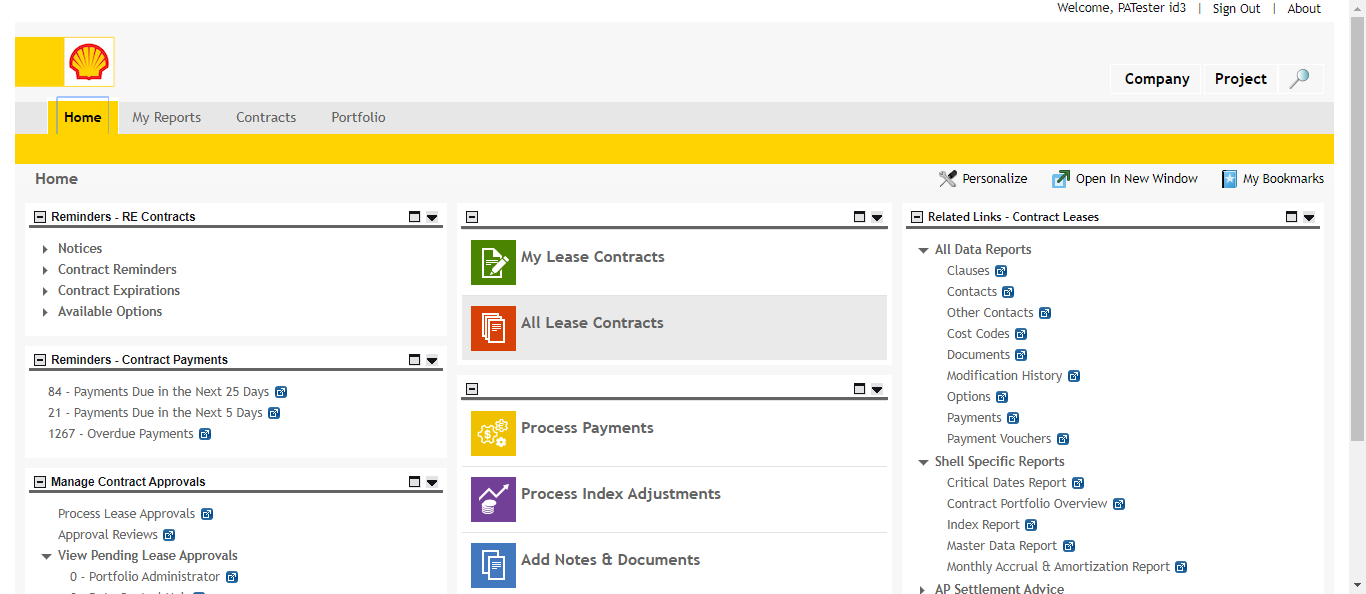 Welcome, PATester id3 | Sign Out | About
Company Project
Home My Reports Contracts Portfolio
Home
Personalize Open In New Window My Bookmarks
Reminders - RE Contracts
Notices
Contract Reminders
Contract Expirations
Available Options
Reminders - Contract Payments
84 - Payments Due in the Next 25 Days
21 - Payments Due in the Next 5 Days
1267 - Overdue Payments
Manage Contract Approvals
Process Lease Approvals
Approval Reviews
View Pending Lease Approvals
0 - Portfolio Administrator
My Lease Contracts
All Lease Contracts
Process Payments
Process Index Adjustments
Add Notes & Documents
Related Links - Contract Leases
All Data Reports
Clauses
Contacts
Other Contacts
Cost Codes
Documents
Modification History
Options
Payments
Payment Vouchers
Shell Specific Reports
Critical Dates Report
Contract Portfolio Overview
Index Report
Master Data Report
Monthly Accrual & Amortization Report
AP Settlement Advice